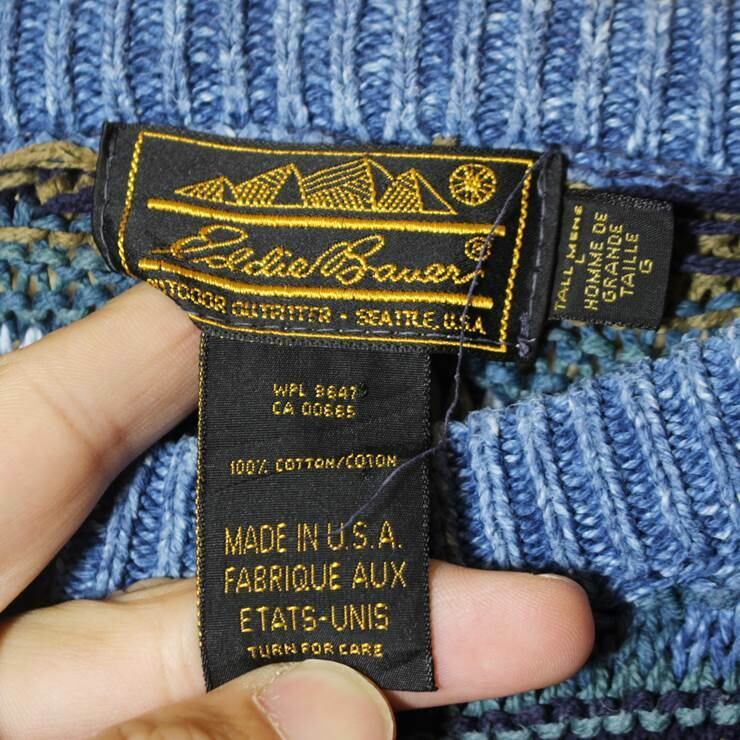 Eddie Bauer®
OUTDOOR OUTFITTER - SEATTLE, U.S.A.
TALL MENS
L
HOMME DE
GRANDE
TAILLE
G
WPL 8647
CA 00665
100% COTTON/COTON
MADE IN U.S.A.
FABRIQUE AUX
ETATS-UNIS
TURN FOR CARE